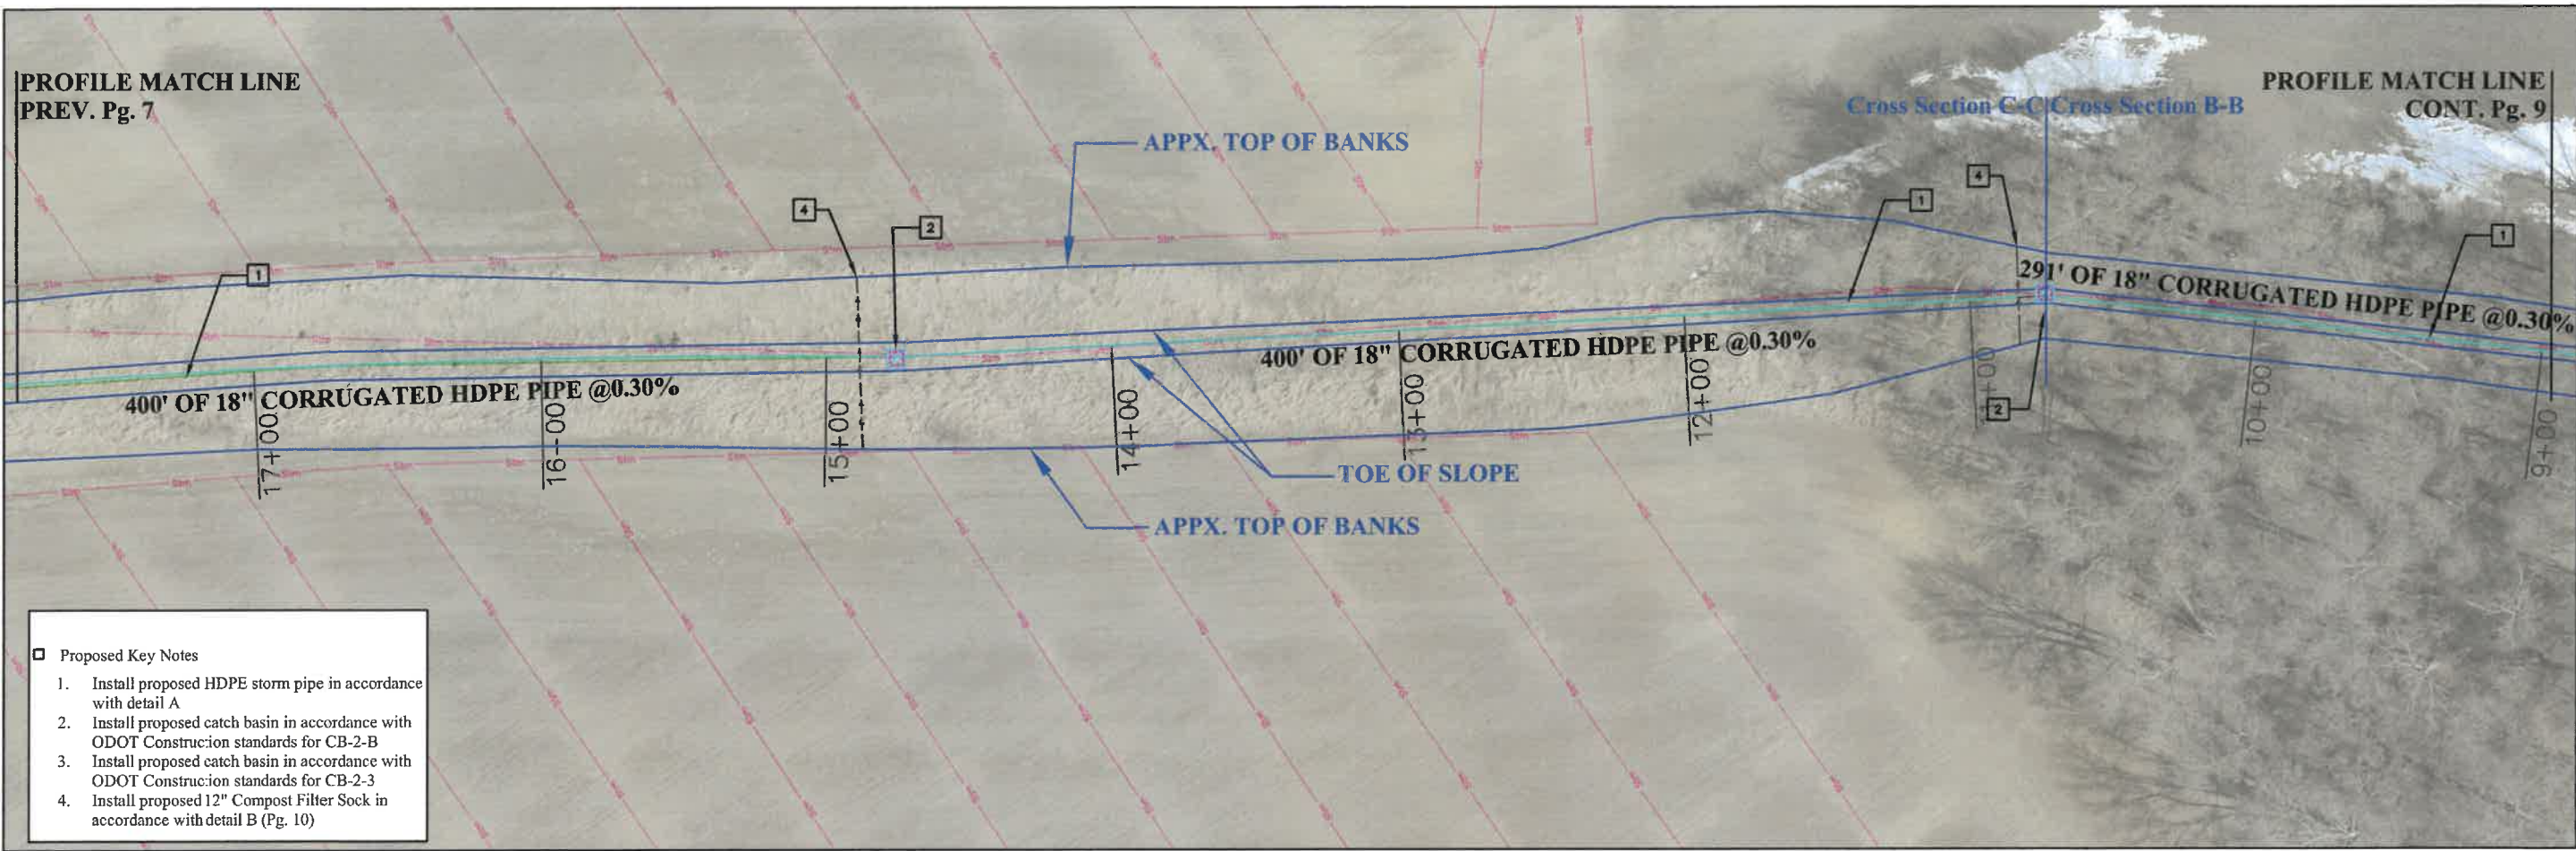 PROFILE MATCH LINE
PREV. Pg. 7
PROFILE MATCH LINE
CONT. Pg. 9
Cross Section C-C
Cross Section B-B
APPX. TOP OF BANKS
4
2
1
4
1
1
291' OF 18" CORRUGATED HDPE PIPE @0.30%
400' OF 18" CORRUGATED HDPE PIPE @0.30%
400' OF 18" CORRUGATED HDPE PIPE @0.30%
17+00
16+00
15+00
14+00
13+00
12+00
11+00
10+00
9+00
2
TOE OF SLOPE
APPX. TOP OF BANKS
Proposed Key Notes
1. Install proposed HDPE storm pipe in accordance
with detail A
2. Install proposed catch basin in accordance with
ODOT Construction standards for CB-2-B
3. Install proposed catch basin in accordance with
ODOT Construction standards for CB-2-3
4. Install proposed 12" Compost Filter Sock in
accordance with detail B (Pg. 10)